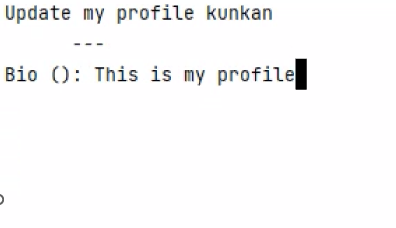 Update my profile kunkan
---
Bio (): This is my profile